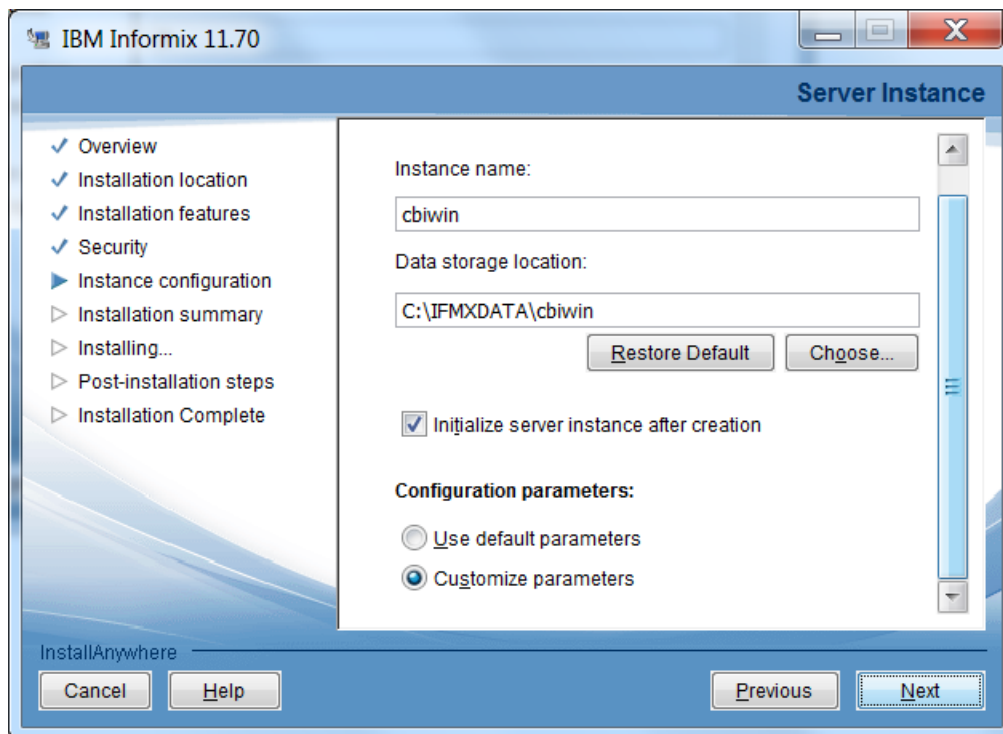 IBM Informix 11.70
Server Instance
Overview
Installation location
Installation features
Security
Instance configuration
Installation summary
Installing...
Post-installation steps
Installation Complete
Instance name:
cbiwin
Data storage location:
C:\IFMXDATA\cbiwin
Restore Default Choose...
Initialize server instance after creation
Configuration parameters:
Use default parameters
Customize parameters
InstallAnywhere
Cancel Help Previous Next